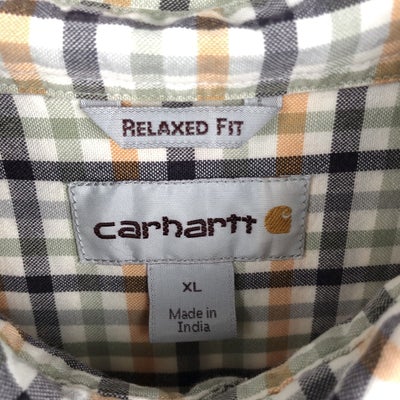 RELAXED FIT
carhartt
XL
Made in
India